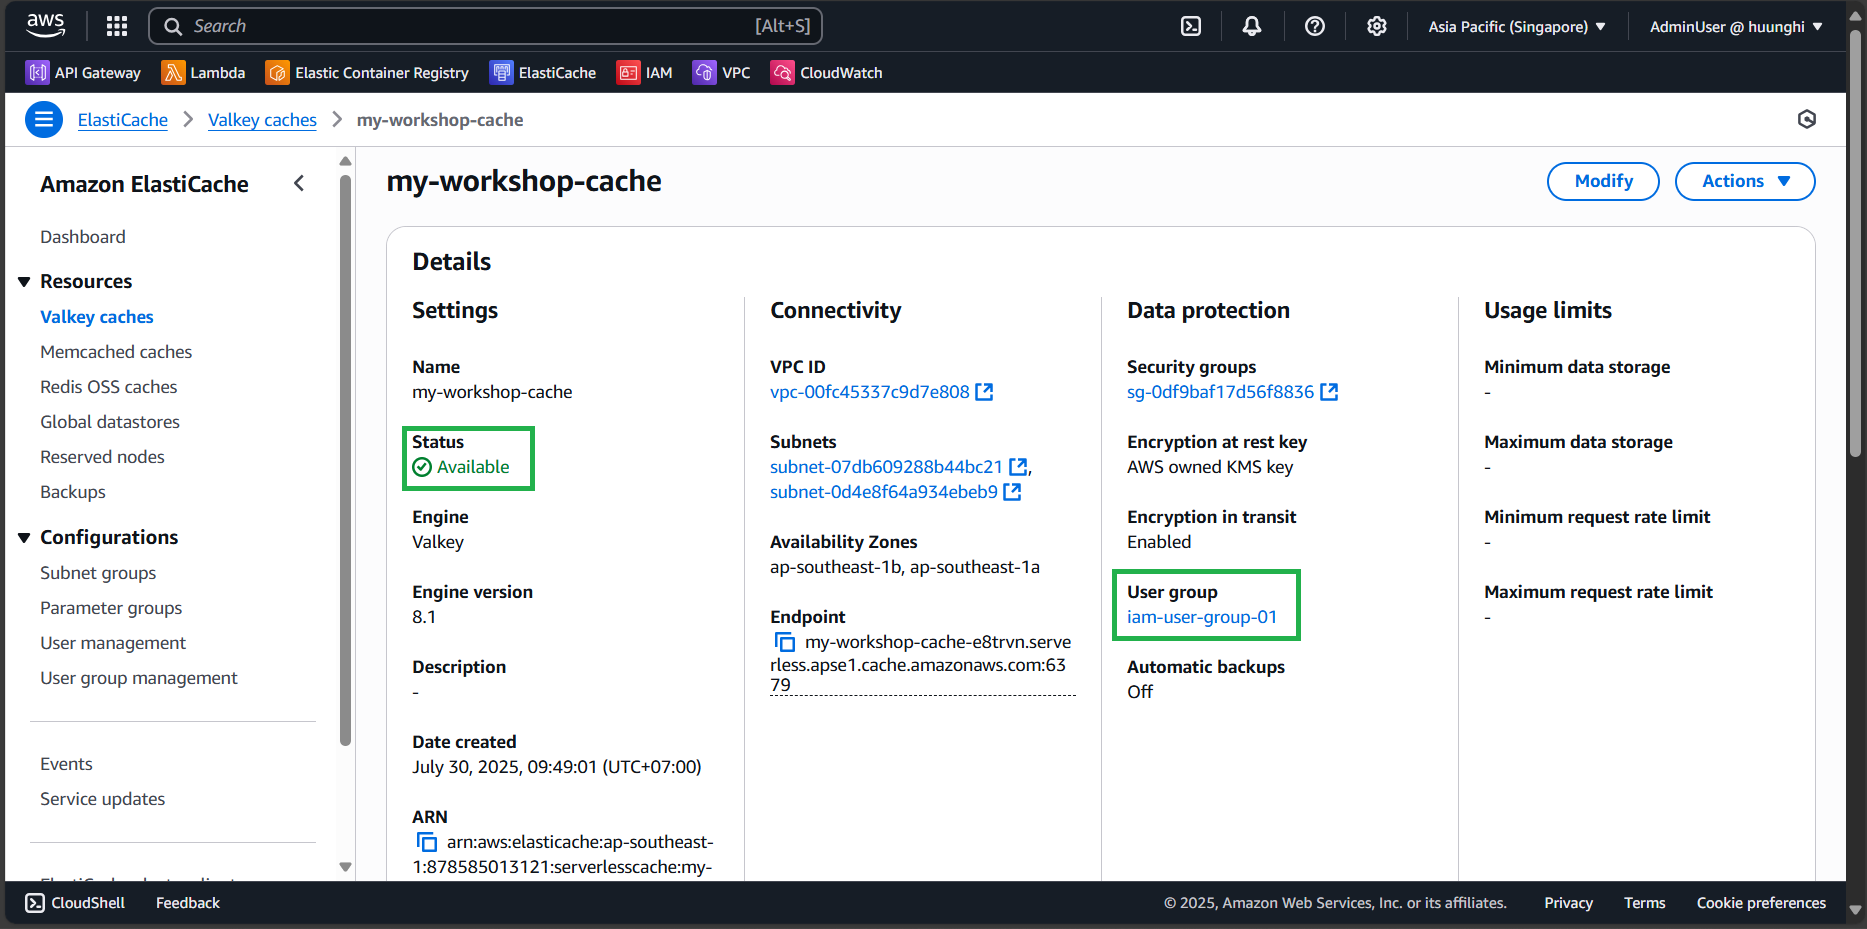 aws
Search
[Alt+S]
Asia Pacific (Singapore)
AdminUser @ huunghi
API Gateway
Lambda
Elastic Container Registry
ElastiCache
IAM
VPC
CloudWatch
ElastiCache
Valkey caches
my-workshop-cache
Amazon ElastiCache
Dashboard
Resources
Valkey caches
Memcached caches
Redis OSS caches
Global datastores
Reserved nodes
Backups
Configurations
Subnet groups
Parameter groups
User management
User group management
Events
Service updates
my-workshop-cache
Modify
Actions
Details
Settings
Name
my-workshop-cache
Status
Available
Engine
Valkey
Engine version
8.1
Description
-
Date created
July 30, 2025, 09:49:01 (UTC+07:00)
ARN
arn:aws:elasticache:ap-southeast-
1:878585013121:serverlesscache:my-
Connectivity
VPC ID
vpc-00fc45337c9d7e808
Subnets
subnet-07db609288b44bc21,
subnet-0d4e8f64a934ebeb9
Availability Zones
ap-southeast-1b, ap-southeast-1a
Endpoint
my-workshop-cache-e8trvn.serve
rless.apse1.cache.amazonaws.com:63
79
Data protection
Security groups
sg-0df9baf17d56f8836
Encryption at rest key
AWS owned KMS key
Encryption in transit
Enabled
User group
iam-user-group-01
Automatic backups
Off
Usage limits
Minimum data storage
-
Maximum data storage
-
Minimum request rate limit
-
Maximum request rate limit
-
CloudShell
Feedback
© 2025, Amazon Web Services, Inc. or its affiliates.
Privacy
Terms
Cookie preferences